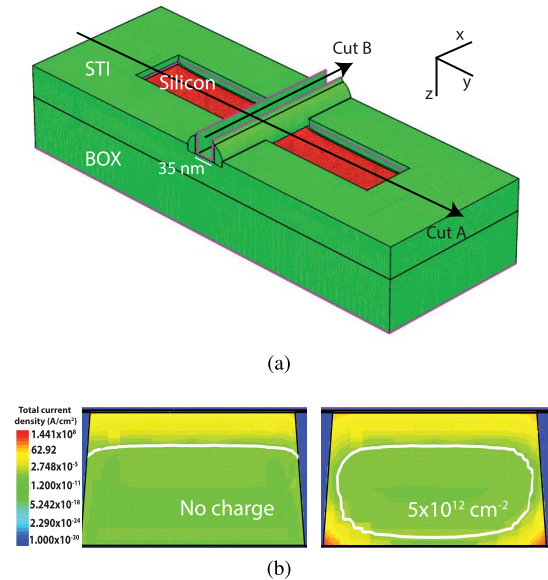 Cut B
x
y
z
STI
Silicon
BOX
35 nm
Cut A
(a)
Total current
density (A/cm²)
1.441x10⁸
62.92
2.748x10⁻⁵
1.200x10⁻¹¹
5.242x10⁻¹⁸
2.290x10⁻²⁴
1.000x10⁻³⁰
No charge
5x10¹² cm⁻²
(b)